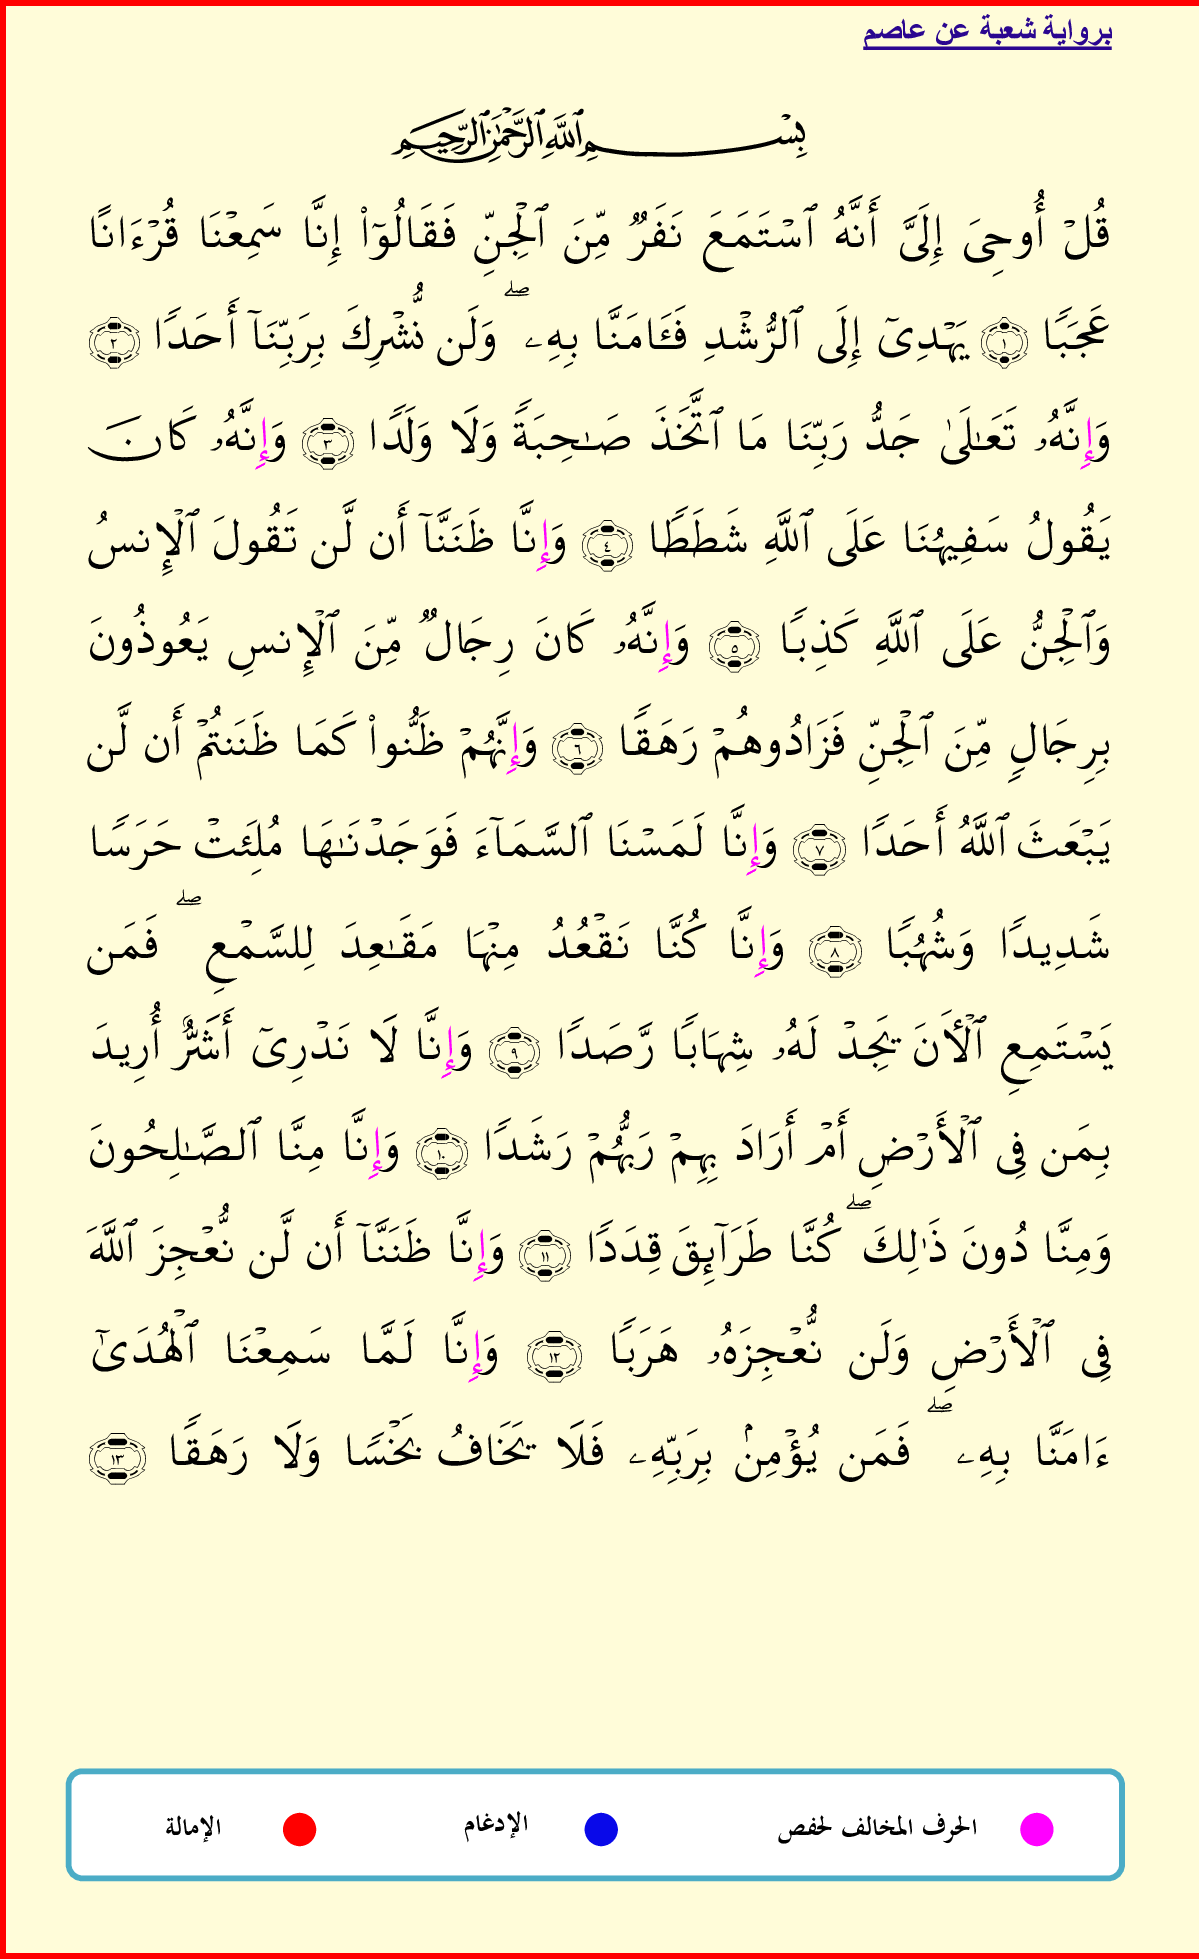 برواية شعبة عن عاصم
بِسْمِ ٱللَّهِ ٱلرَّحْمَٰنِ ٱلرَّحِيمِ
قُلْ أُوحِىَ إِلَىَّ أَنَّهُ ٱسْتَمَعَ نَفَرٌ مِّنَ ٱلْجِنِّ فَقَالُوٓا۟ إِنَّا سَمِعْنَا قُرْءَانًا
عَجَبًا ١ يَهْدِىٓ إِلَى ٱلرُّشْدِ فَـَٔامَنَّا بِهِۦ ۖ وَلَن نُّشْرِكَ بِرَبِّنَآ أَحَدًا ٢
وَإِنَّهُۥ تَعَـٰلَىٰ جَدُّ رَبِّنَا مَا ٱتَّخَذَ صَـٰحِبَةً وَلَا وَلَدًا ٣ وَإِنَّهُۥ كَانَ
يَقُولُ سَفِيهُنَا عَلَى ٱللَّهِ شَطَطًا ٤ وَإِنَّا ظَنَنَّآ أَن لَّن تَقُولَ ٱلْإِنسُ
وَٱلْجِنُّ عَلَى ٱللَّهِ كَذِبًا ٥ وَإِنَّهُۥ كَانَ رِجَالٌ مِّنَ ٱلْإِنسِ يَعُوذُونَ
بِرِجَالٍ مِّنَ ٱلْجِنِّ فَزَادُوهُمْ رَهَقًا ٦ وَإِنَّهُمْ ظَنُّوا۟ كَمَا ظَنَنتُمْ أَن لَّن
يَبْعَثَ ٱللَّهُ أَحَدًا ٧ وَإِنَّا لَمَسْنَا ٱلسَّمَآءَ فَوَجَدْنَـٰهَا مُلِئَتْ حَرَسًا
شَدِيدًا وَشُهُبًا ٨ وَإِنَّا كُنَّا نَقْعُدُ مِنْهَا مَقَـٰعِدَ لِلسَّمْعِ ۖ فَمَن
يَسْتَمِعِ ٱلْـَٔانَ يَجِدْ لَهُۥ شِهَابًا رَّصَدًا ٩ وَإِنَّا لَا نَدْرِىٓ أَشَرٌّ أُرِيدَ
بِمَن فِى ٱلْأَرْضِ أَمْ أَرَادَ بِهِمْ رَبُّهُمْ رَشَدًا ١٠ وَإِنَّا مِنَّا ٱلصَّـٰلِحُونَ
وَمِنَّا دُونَ ذَٰلِكَ ۖ كُنَّا طَرَآئِقَ قِدَدًا ١١ وَإِنَّا ظَنَنَّآ أَن لَّن نُّعْجِزَ ٱللَّهَ
فِى ٱلْأَرْضِ وَلَن نُّعْجِزَهُۥ هَرَبًا ١٢ وَإِنَّا لَمَّا سَمِعْنَا ٱلْهُدَىٰٓ
ءَامَنَّا بِهِۦ ۖ فَمَن يُؤْمِنۢ بِرَبِّهِۦ فَلَا يَخَافُ بَخْسًا وَلَا رَهَقًا ١٣
الحرف المخالف لحفص الإدغام الإمالة